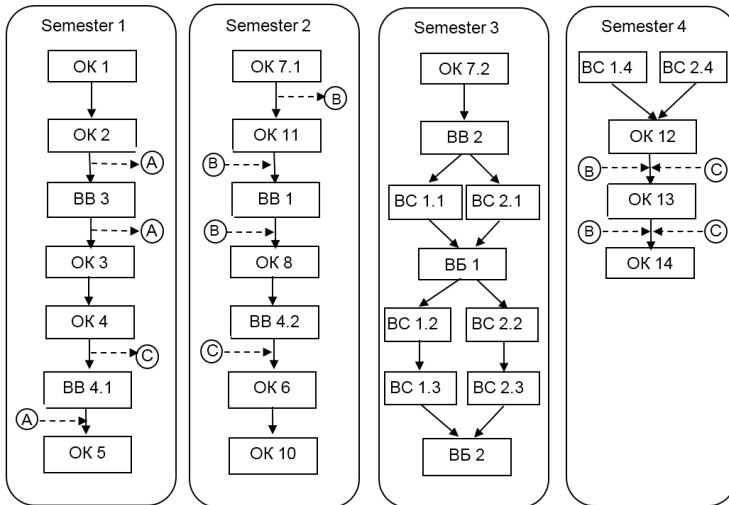 Semester 1
ОК 1
ОК 2
A
ВВ 3
A
ОК 3
ОК 4
C
ВВ 4.1
A
ОК 5
Semester 2
ОК 7.1
B
ОК 11
B
ВВ 1
B
ОК 8
ВВ 4.2
C
ОК 6
ОК 10
Semester 3
ОК 7.2
ВВ 2
ВС 1.1 ВС 2.1
ВБ 1
ВС 1.2 ВС 2.2
ВС 1.3 ВС 2.3
ВБ 2
Semester 4
ВС 1.4 ВС 2.4
ОК 12
B C
ОК 13
B C
ОК 14